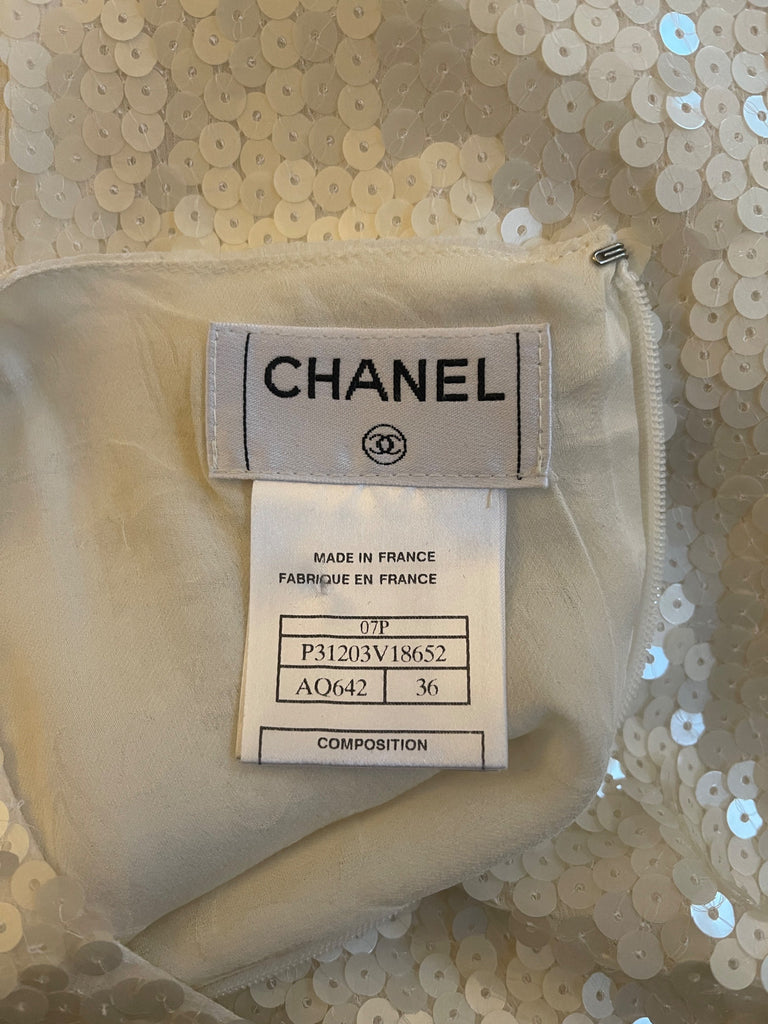 CHANEL
MADE IN FRANCE
FABRIQUE EN FRANCE
07P
P31203V18652
AQ642 36
COMPOSITION